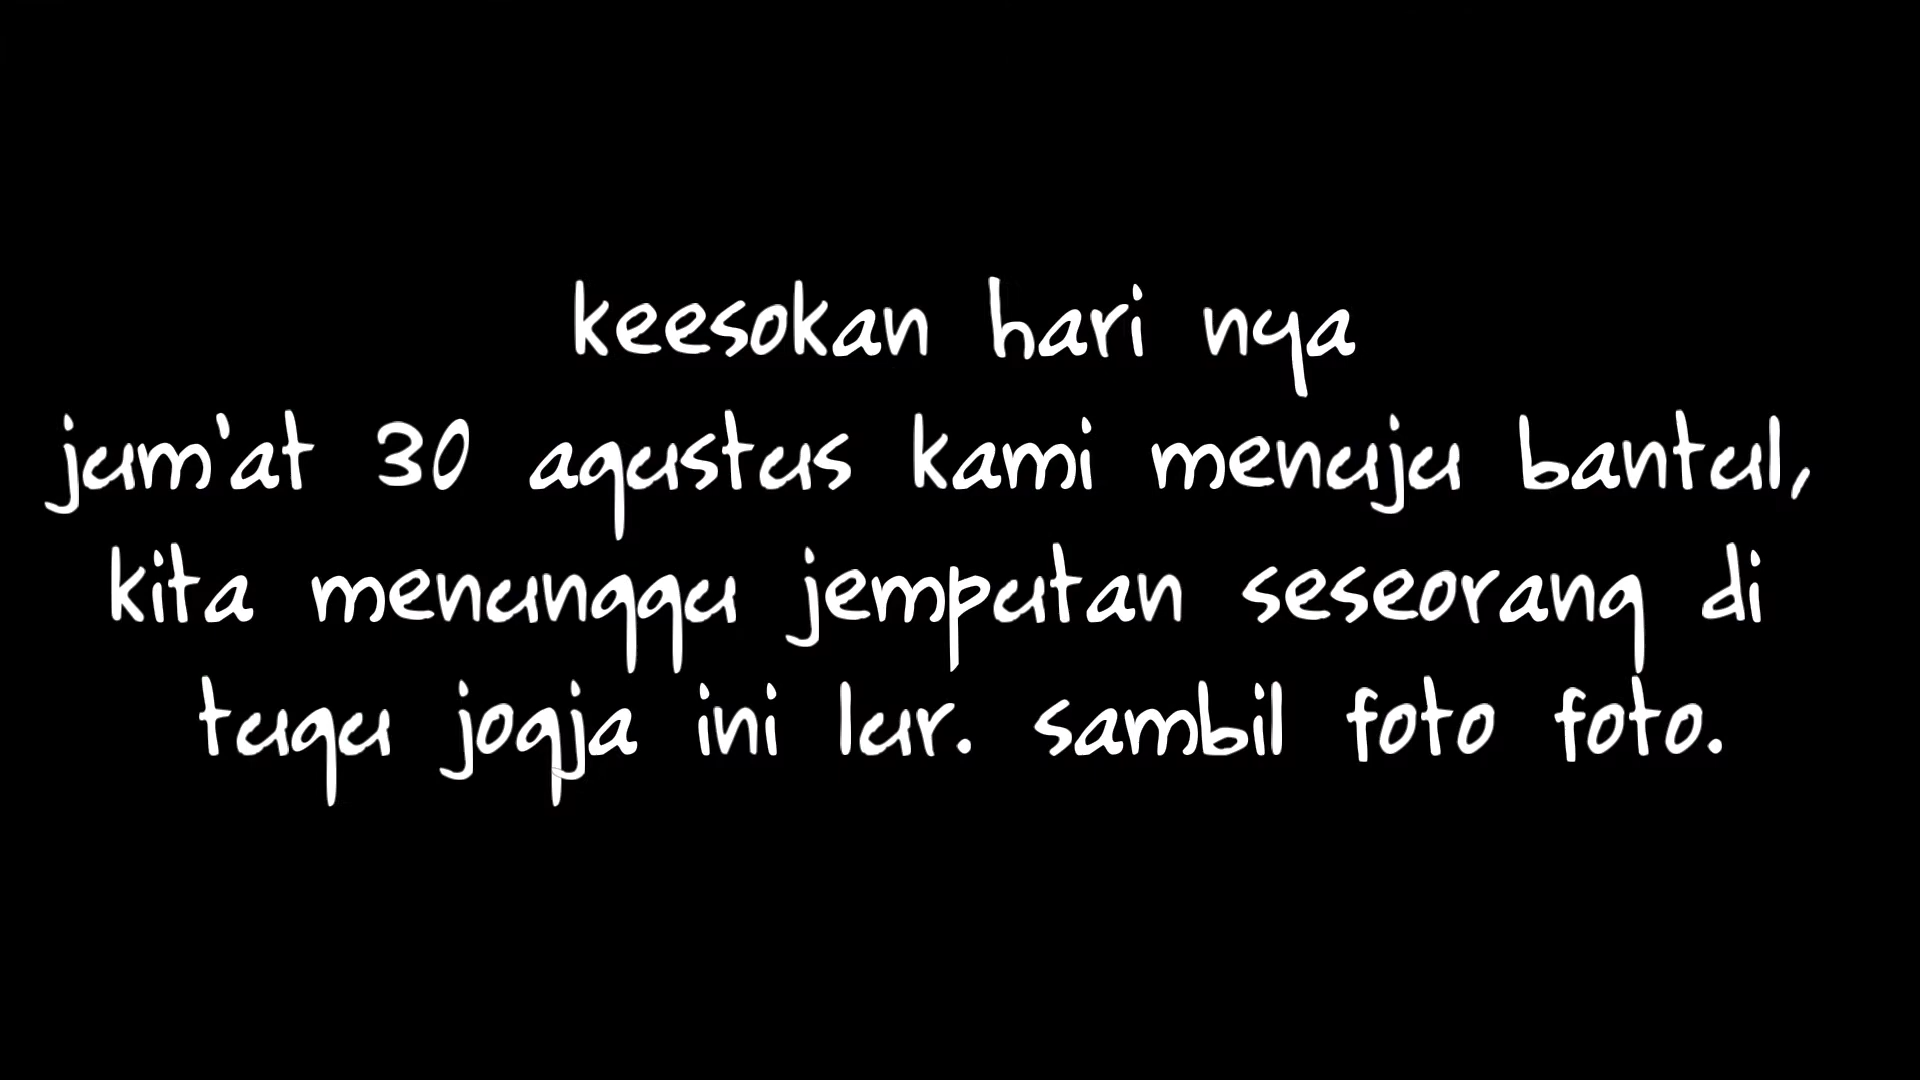 keesokan hari nya
jum'at 30 agustus kami menuju bantul,
kita menunggu jemputan seseorang di
tugu jogja ini lur. sambil foto foto.